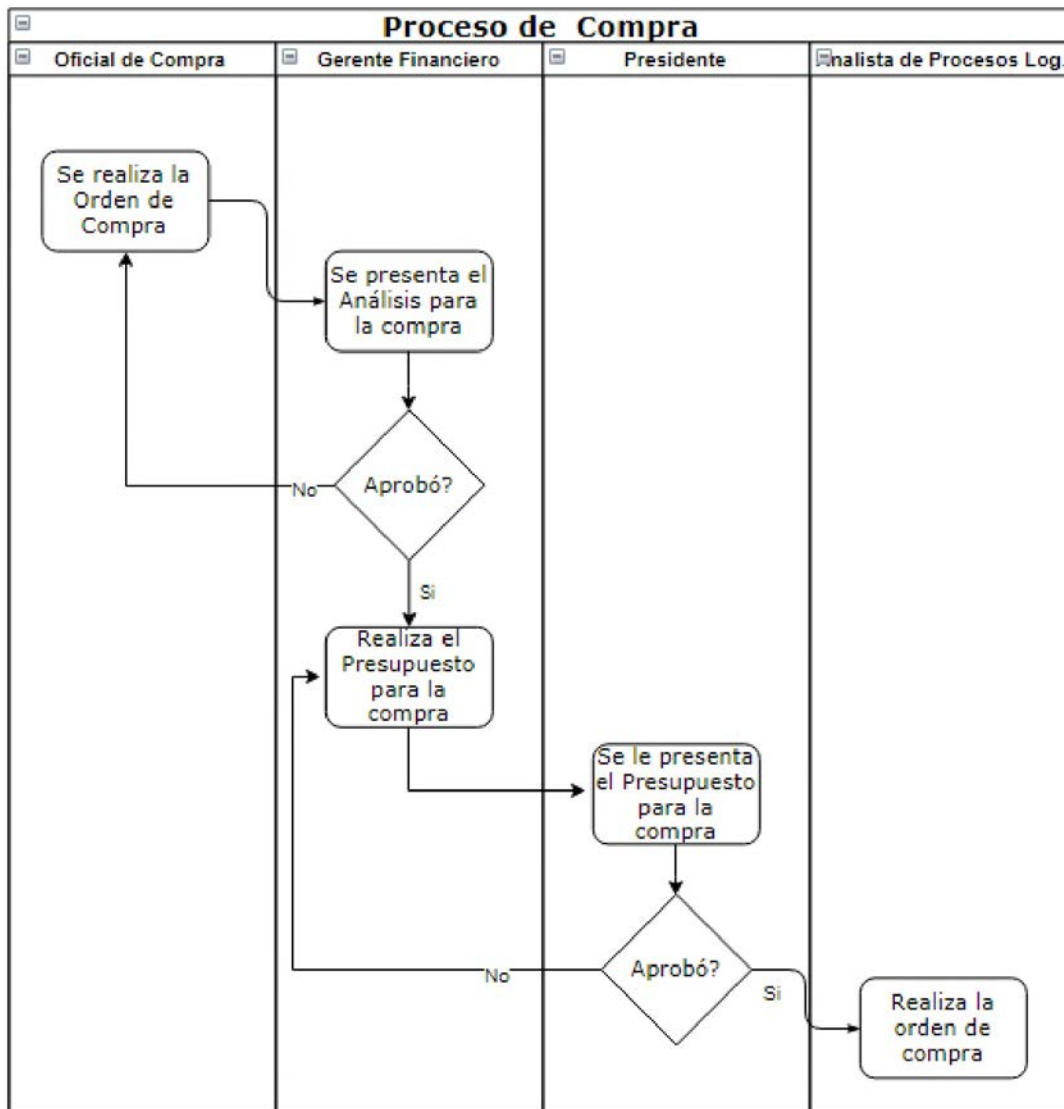 Proceso de Compra
Oficial de Compra
Gerente Financiero
Presidente
nalista de Procesos Log.
Se realiza la
Orden de
Compra
Se presenta el
Análisis para
la compra
Aprobó?
No
Si
Realiza el
Presupuesto
para la
compra
Se le presenta
el Presupuesto
para la
compra
Aprobó?
No
Si
Realiza la
orden de
compra